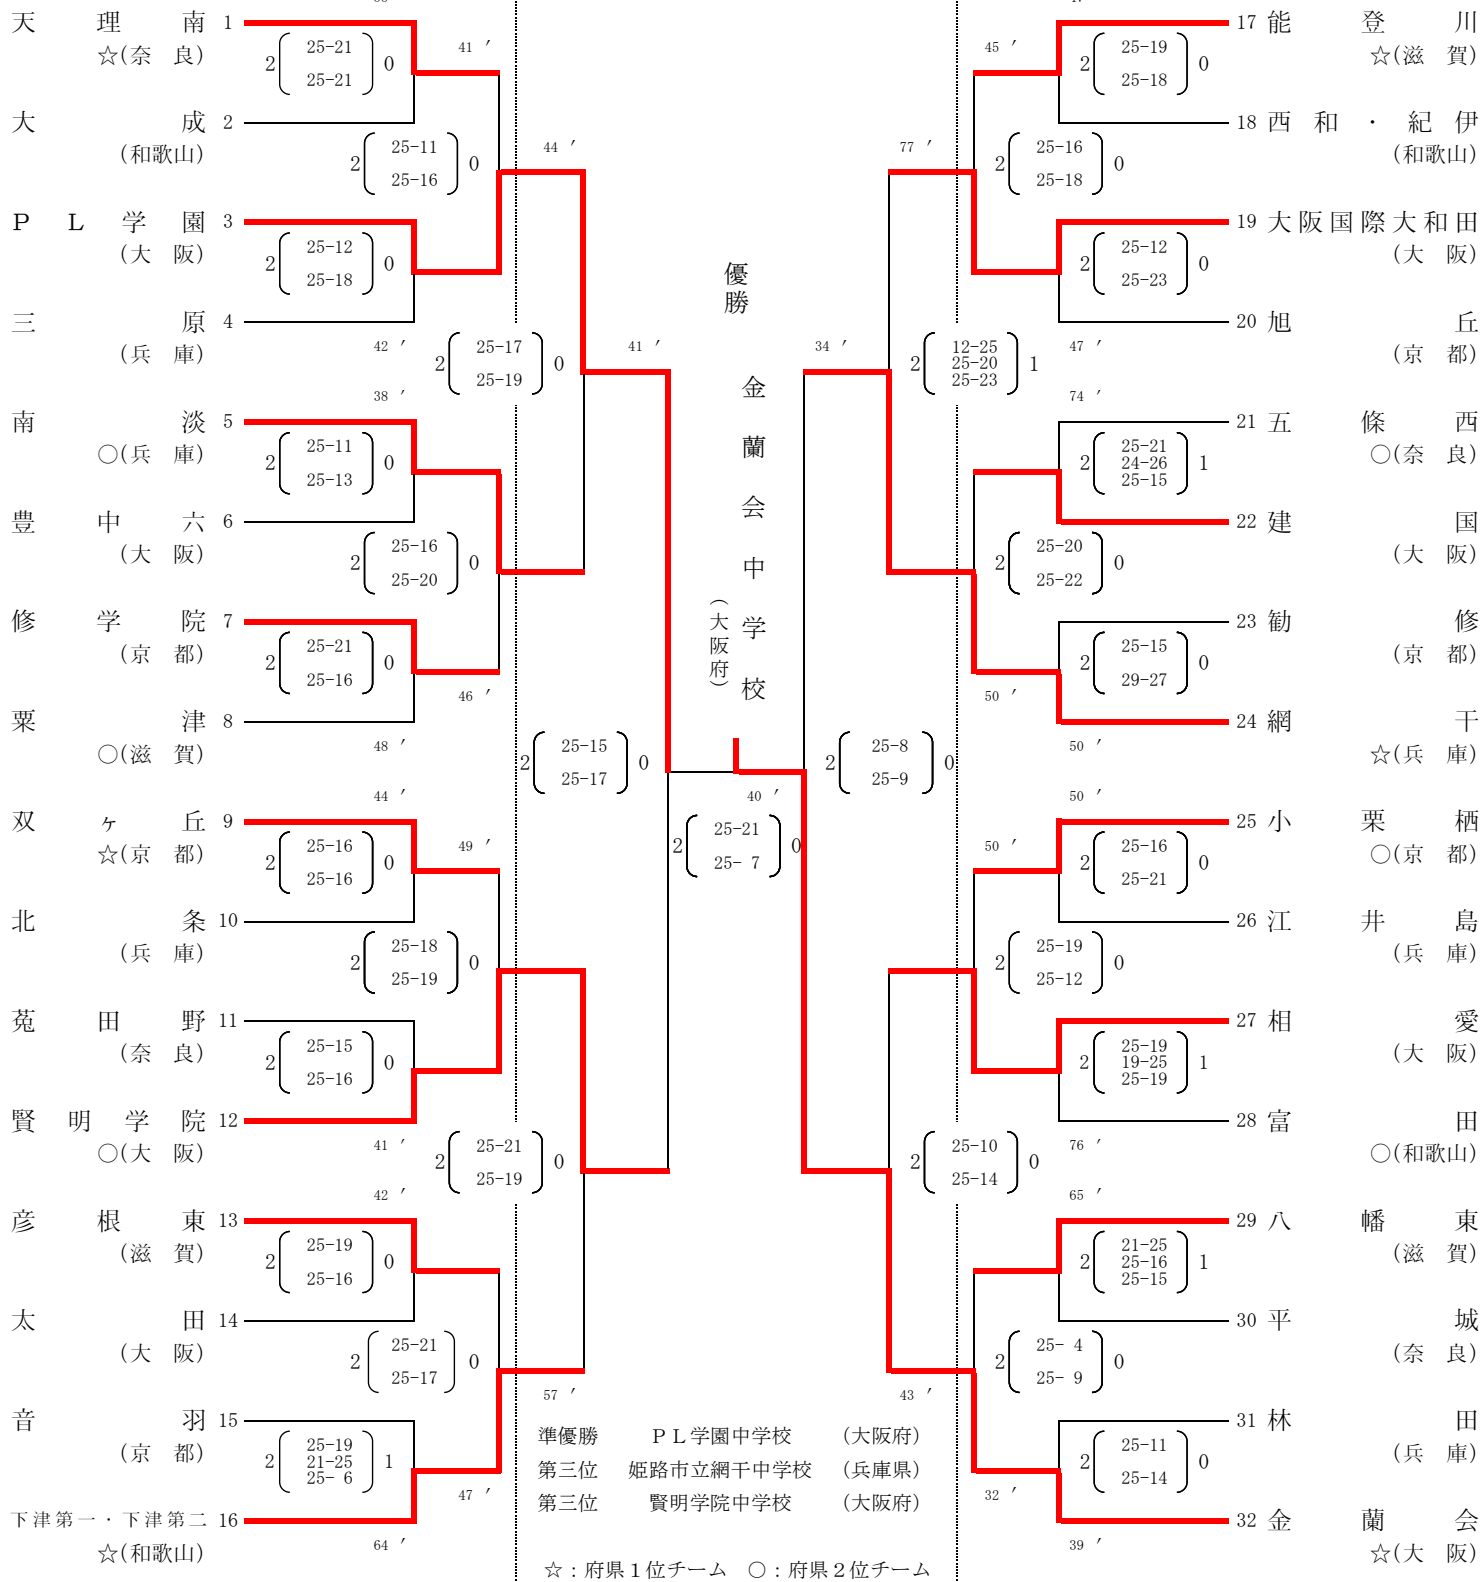 天理南 1
☆(奈 良)
2 25-21 0
25-21
41 ′
大成 2
(和歌山)
2 25-11 0
25-16
44 ′
PL学園 3
(大 阪)
2 25-12 0
25-18
三原 4
(兵 庫)
42 ′
2 25-17 0
25-19
41 ′
38 ′
南淡 5
○(兵 庫)
2 25-11 0
25-13
豊中六 6
(大 阪)
2 25-16 0
25-20
修学院 7
(京 都)
2 25-21 0
25-16
46 ′
粟津 8
○(滋 賀)
48 ′
2 25-15 0
25-17
44 ′
双ヶ丘 9
☆(京 都)
2 25-16 0
25-16
49 ′
北条 10
(兵 庫)
2 25-18 0
25-19
菟田野 11
(奈 良)
2 25-15 0
25-16
賢明学院 12
○(大 阪)
41 ′
2 25-21 0
25-19
42 ′
彦根東 13
(滋 賀)
2 25-19 0
25-16
太田 14
(大 阪)
2 25-21 0
25-17
57 ′
音羽 15
(京 都)
2 25-19 1
21-25
25- 6
47 ′
下津第一・下津第二 16
☆(和歌山)
64 ′
優勝
金蘭会中学校
(大阪府)
40 ′
2 25-21 0
25- 7
17 能登川
☆(滋 賀)
45 ′
2 25-19 0
25-18
18 西和・紀伊
(和歌山)
77 ′
2 25-16 0
25-18
19 大阪国際大和田
(大 阪)
2 25-12 0
25-23
20 旭丘
(京 都)
47 ′
34 ′
2 12-25 1
25-20
25-23
74 ′
21 五條西
○(奈 良)
2 25-21 1
24-26
25-15
22 建国
(大 阪)
2 25-20 0
25-22
23 勧修
(京 都)
2 25-15 0
29-27
50 ′
24 網干
☆(兵 庫)
50 ′
2 25-8 0
25-9
50 ′
25 小栗栖
○(京 都)
50 ′
2 25-16 0
25-21
26 江井島
(兵 庫)
2 25-19 0
25-12
27 相愛
(大 阪)
2 25-19 1
19-25
25-19
28 富田
○(和歌山)
76 ′
2 25-10 0
25-14
65 ′
29 八幡東
(滋 賀)
2 21-25 1
25-16
25-15
30 平城
(奈 良)
2 25- 4 0
25- 9
43 ′
31 林田
(兵 庫)
2 25-11 0
25-14
32 ′
32 金蘭会
☆(大 阪)
39 ′
準優勝 PL学園中学校 (大阪府)
第三位 姫路市立網干中学校 (兵庫県)
第三位 賢明学院中学校 (大阪府)
☆：府県１位チーム ○：府県２位チーム